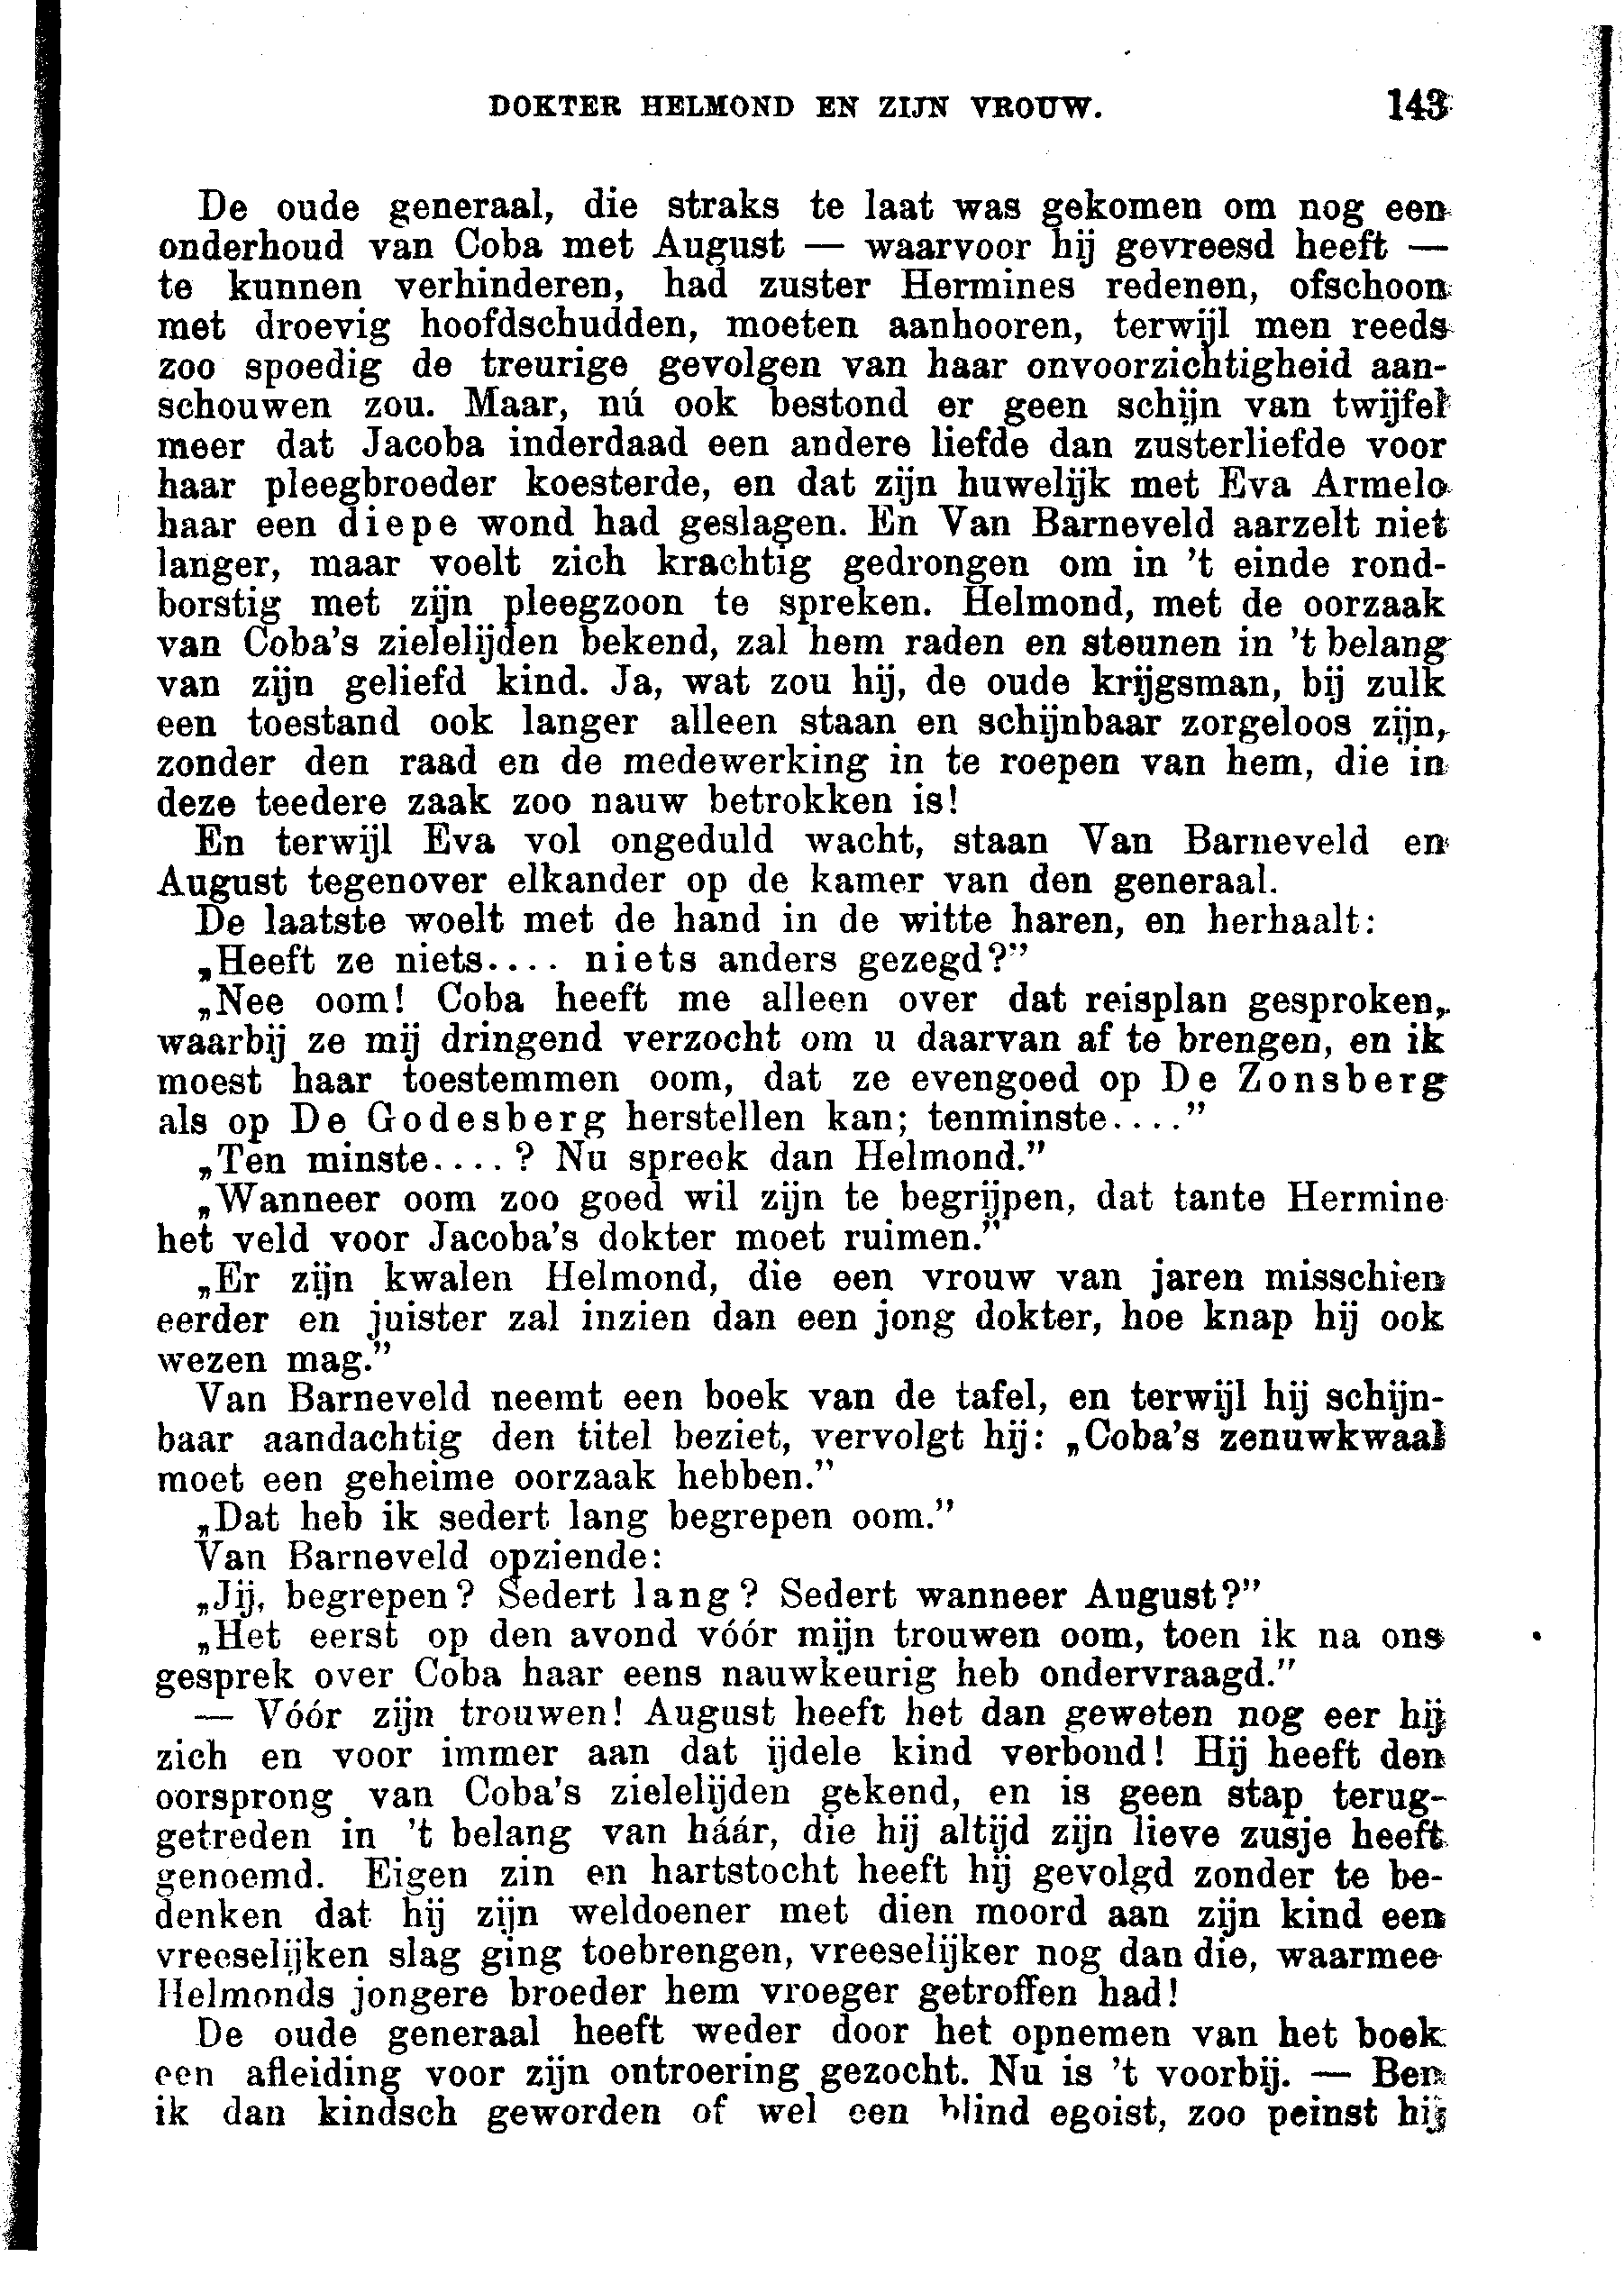 DOKTER HELMOND EN ZIJN VROUW. 143
De oude generaal, die straks te laat was gekomen om nog een
onderhoud van Coba met August — waarvoor hij gevreesd heeft —
te kunnen verhinderen, had zuster Hermines redenen, ofschoon
met droevig hoofdschudden, moeten aanhooren, terwijl men reeds
zoo spoedig de treurige gevolgen van haar onvoorzichtigheid aan-
schouwen zou. Maar, nú ook bestond er geen schijn van twijfel
meer dat Jacoba inderdaad een andere liefde dan zusterliefde voor
haar pleegbroeder koesterde, en dat zijn huwelijk met Eva Armelo
haar een diepe wond had geslagen. En Van Barneveld aarzelt niet
langer, maar voelt zich krachtig gedrongen om in 't einde rond-
borstig met zijn pleegzoon te spreken. Helmond, met de oorzaak
van Coba's zielelijden bekend, zal hem raden en steunen in 't belang
van zijn geliefd kind. Ja, wat zou hij, de oude krijgsman, bij zulk
een toestand ook langer alleen staan en schijnbaar zorgeloos zijn,
zonder den raad en de medewerking in te roepen van hem, die in
deze teedere zaak zoo nauw betrokken is!
En terwijl Eva vol ongeduld wacht, staan Van Barneveld en
August tegenover elkander op de kamer van den generaal.
De laatste woelt met de hand in de witte haren, en herhaalt:
„Heeft ze niets.... niets anders gezegd?”
„Nee oom! Coba heeft me alleen over dat reisplan gesproken,
waarbij ze mij dringend verzocht om u daarvan af te brengen, en ik
moest haar toestemmen oom, dat ze evengoed op De Zonsberg
als op De Godesberg herstellen kan; tenminste....”
„Ten minste....? Nu spreek dan Helmond.”
„Wanneer oom zoo goed wil zijn te begrijpen, dat tante Hermine
het veld voor Jacoba's dokter moet ruimen.”
„Er zijn kwalen Helmond, die een vrouw van jaren misschien
eerder en juister zal inzien dan een jong dokter, hoe knap hij ook
wezen mag.”
Van Barneveld neemt een boek van de tafel, en terwijl hij schijn-
baar aandachtig den titel beziet, vervolgt hij: „Coba's zenuwkwaal
moet een geheime oorzaak hebben.”
„Dat heb ik sedert lang begrepen oom.”
Van Barneveld opziende:
„Jij, begrepen? Sedert lang? Sedert wanneer August?”
„Het eerst op den avond vóór mijn trouwen oom, toen ik na ons
gesprek over Coba haar eens nauwkeurig heb ondervraagd.”
— Vóór zijn trouwen! August heeft het dan geweten nog eer hij
zich en voor immer aan dat ijdele kind verbond! Hij heeft den
oorsprong van Coba's zielelijden gekend, en is geen stap terug-
getreden in 't belang van háár, die hij altijd zijn lieve zusje heeft
genoemd. Eigen zin en hartstocht heeft hij gevolgd zonder te be-
denken dat hij zijn weldoener met dien moord aan zijn kind een
vreeselijken slag ging toebrengen, vreeselijker nog dan die, waarmee
Helmonds jongere broeder hem vroeger getroffen had!
De oude generaal heeft weder door het opnemen van het boek
een afleiding voor zijn ontroering gezocht. Nu is 't voorbij. — Ben
ik dan kindsch geworden of wel een blind egoist, zoo peinst hij